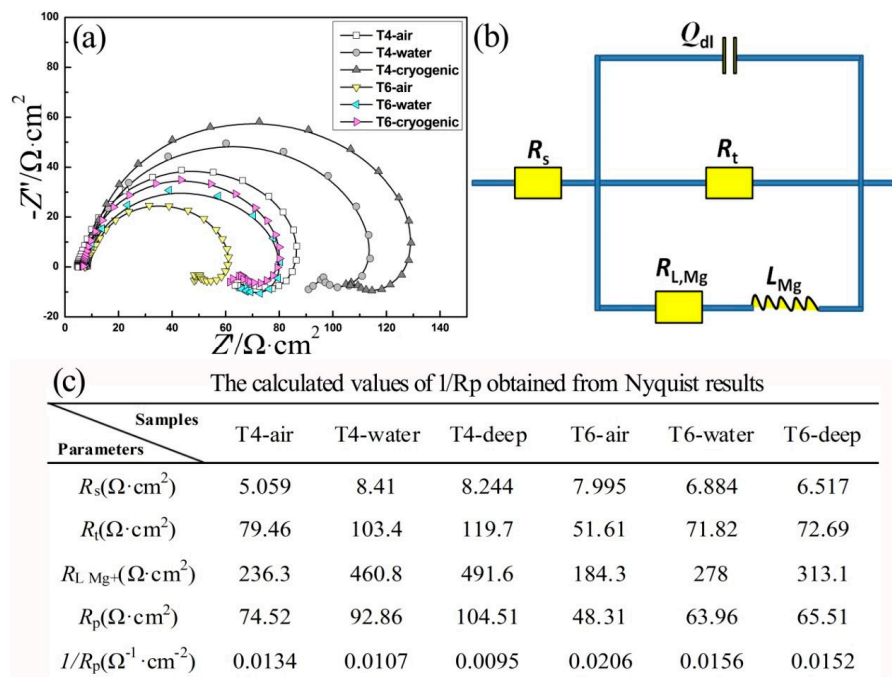 (a)
100
80
60
40
20
0
-20
-Z''/Ω·cm²
0 20 40 60 80 100 120 140
Z'/Ω·cm²
T4-air
T4-water
T4-cryogenic
T6-air
T6-water
T6-cryogenic
(b)
Qdl
Rs
Rt
RL,Mg
LMg
(c) The calculated values of 1/Rp obtained from Nyquist results
Samples
Parameters
T4-air T4-water T4-deep T6-air T6-water T6-deep
Rs(Ω·cm²) 5.059 8.41 8.244 7.995 6.884 6.517
Rt(Ω·cm²) 79.46 103.4 119.7 51.61 71.82 72.69
RL Mg+(Ω·cm²) 236.3 460.8 491.6 184.3 278 313.1
Rp(Ω·cm²) 74.52 92.86 104.51 48.31 63.96 65.51
1/Rp(Ω⁻¹·cm⁻²) 0.0134 0.0107 0.0095 0.0206 0.0156 0.0152